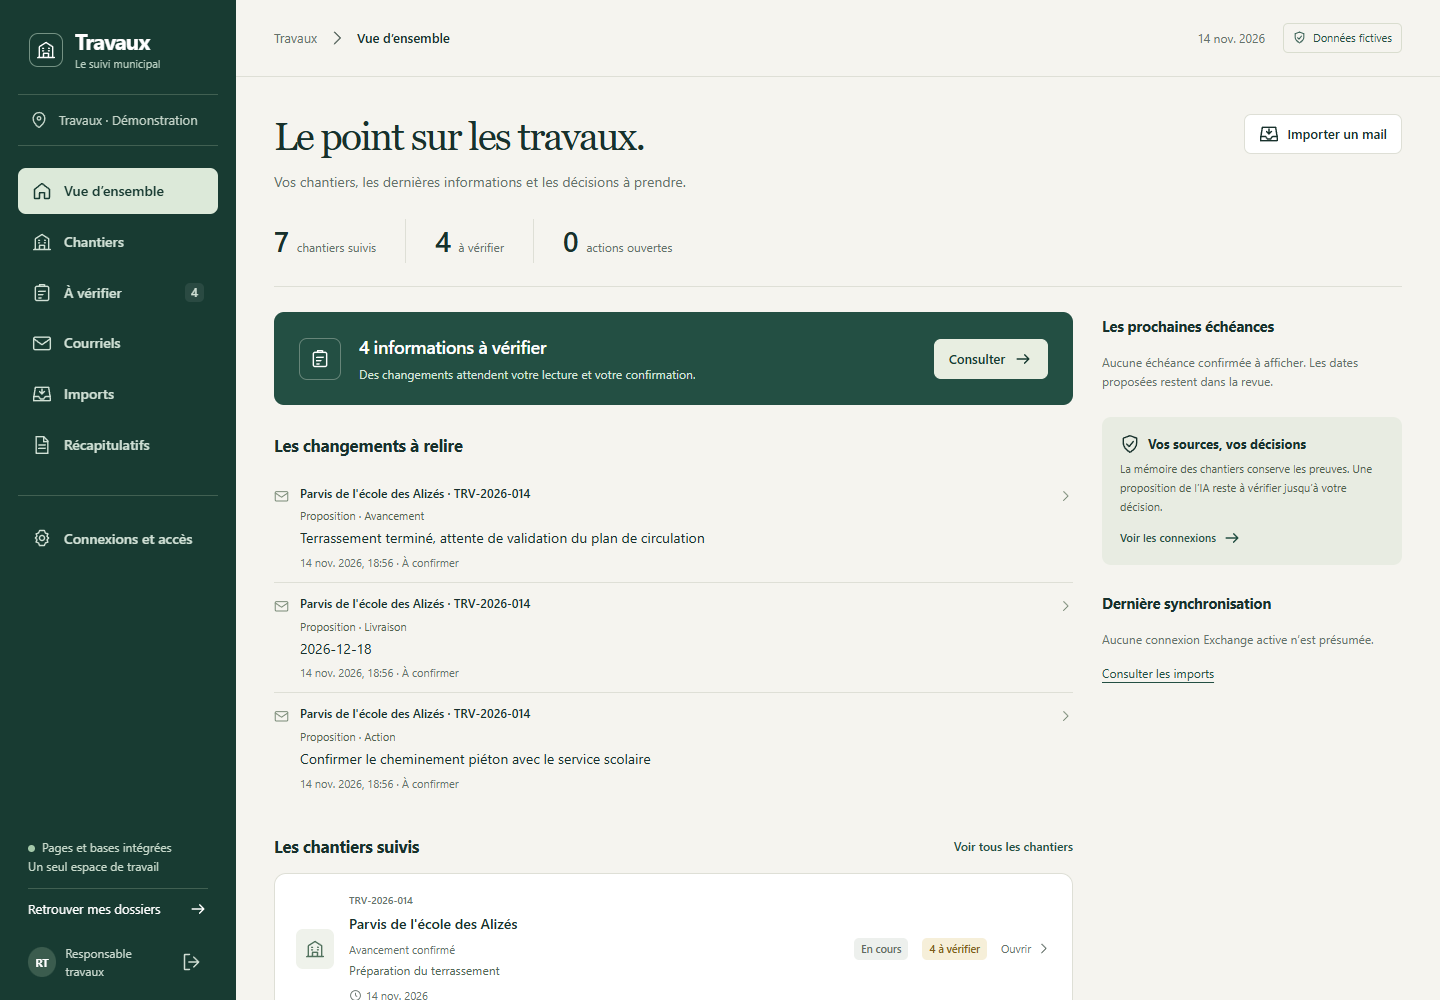 Travaux
Le suivi municipal
Travaux · Démonstration
Vue d’ensemble
Chantiers
À vérifier 4
Courriels
Imports
Récapitulatifs
Connexions et accès
Pages et bases intégrées
Un seul espace de travail
Retrouver mes dossiers
RT
Responsable
travaux
Travaux
Vue d’ensemble
14 nov. 2026
Données fictives
Le point sur les travaux.
Importer un mail
Vos chantiers, les dernières informations et les décisions à prendre.
7 chantiers suivis
4 à vérifier
0 actions ouvertes
4 informations à vérifier
Des changements attendent votre lecture et votre confirmation.
Consulter
Les changements à relire
Parvis de l'école des Alizés · TRV-2026-014
Proposition · Avancement
Terrassement terminé, attente de validation du plan de circulation
14 nov. 2026, 18:56 · À confirmer
Parvis de l'école des Alizés · TRV-2026-014
Proposition · Livraison
2026-12-18
14 nov. 2026, 18:56 · À confirmer
Parvis de l'école des Alizés · TRV-2026-014
Proposition · Action
Confirmer le cheminement piéton avec le service scolaire
14 nov. 2026, 18:56 · À confirmer
Les chantiers suivis
Voir tous les chantiers
TRV-2026-014
Parvis de l'école des Alizés
Avancement confirmé
Préparation du terrassement
14 nov. 2026
En cours
4 à vérifier
Ouvrir
Les prochaines échéances
Aucune échéance confirmée à afficher. Les dates
proposées restent dans la revue.
Vos sources, vos décisions
La mémoire des chantiers conserve les preuves. Une
proposition de l’IA reste à vérifier jusqu’à votre
décision.
Voir les connexions
Dernière synchronisation
Aucune connexion Exchange active n’est présumée.
Consulter les imports